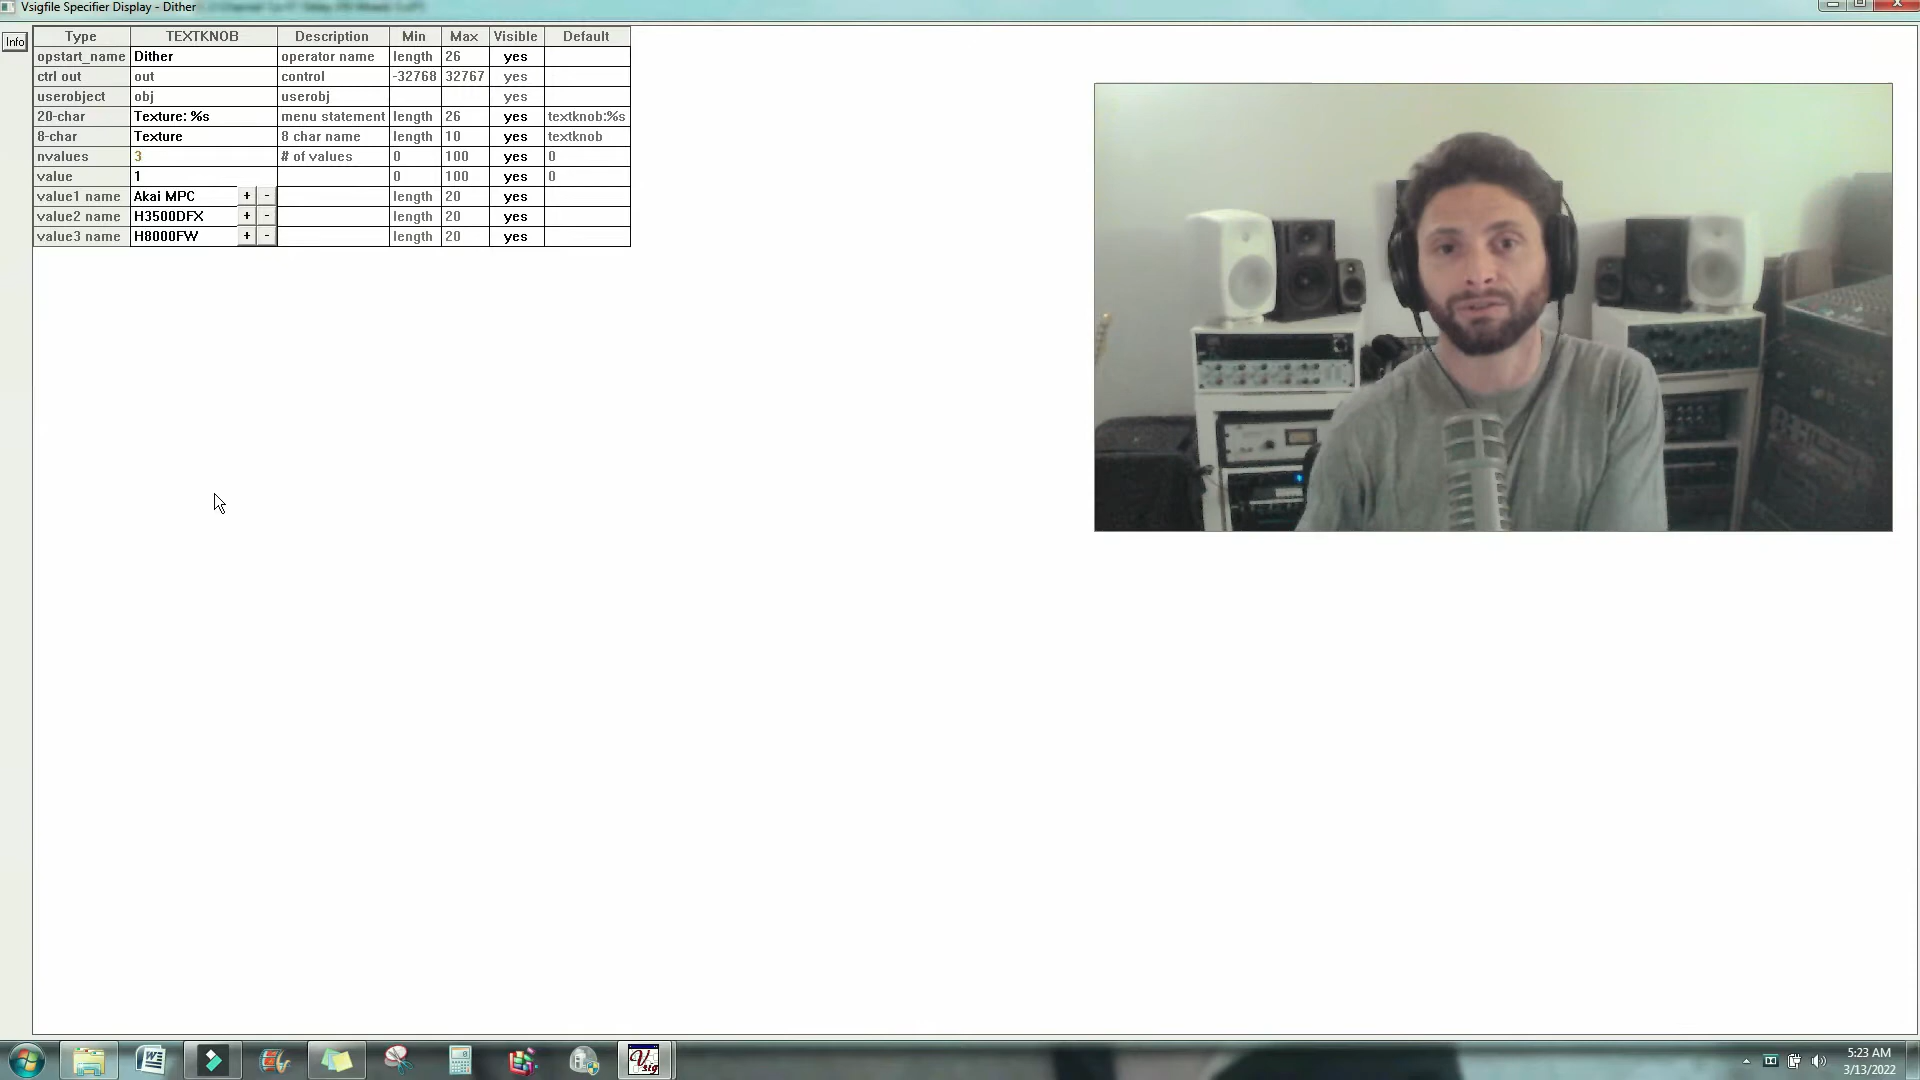 Vsigfile Specifier Display - Dither
Info
Type TEXTKNOB Description Min Max Visible Default
opstart_name Dither operator name length 26 yes
ctrl out out control -32768 32767 yes
userobject obj userobj yes
20-char Texture: %s menu statement length 26 yes textknob:%s
8-char Texture 8 char name length 10 yes textknob
nvalues 3 # of values 0 100 yes 0
value 1 0 100 yes 0
value1 name Akai MPC + - length 20 yes
value2 name H3500DFX + - length 20 yes
value3 name H8000FW + - length 20 yes
Vsig
5:23 AM
3/13/2022